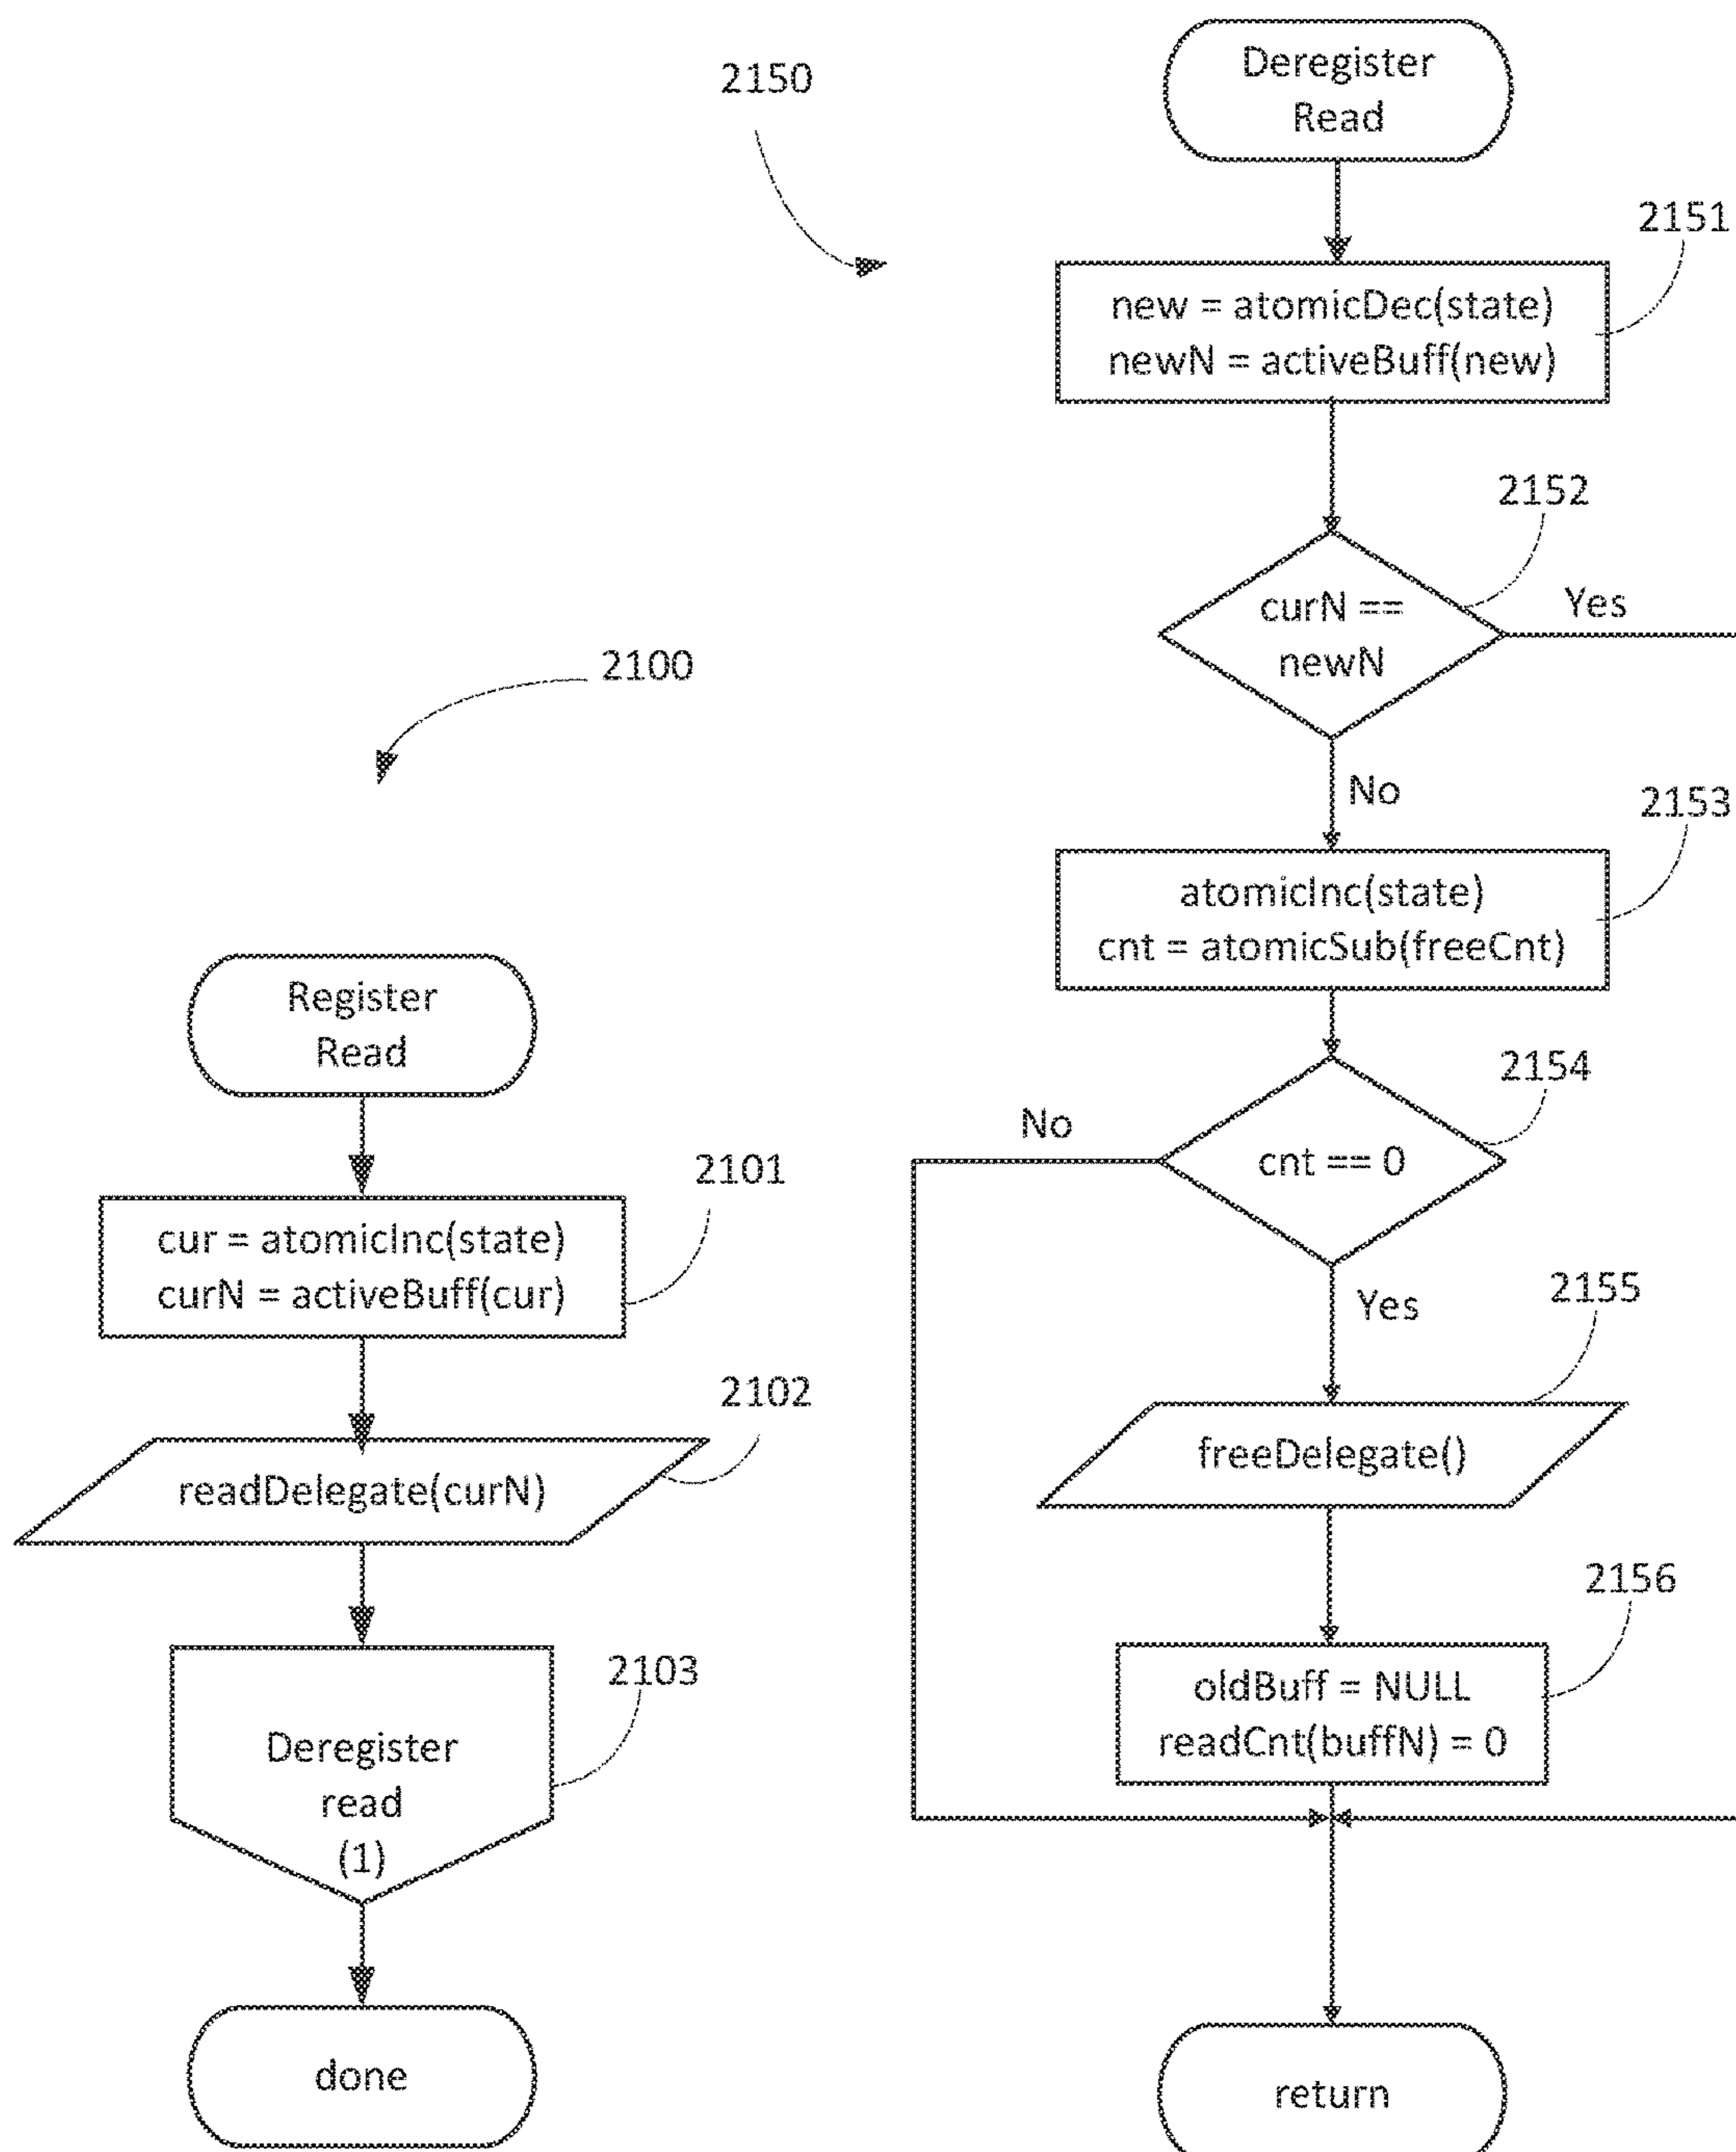 2150
Deregister
Read
2151
new = atomicDec(state)
newN = activeBuff(new)
2152
curN ==
newN
Yes
No
2153
atomicInc(state)
cnt = atomicSub(freeCnt)
2154
cnt == 0
No
Yes
2155
freeDelegate()
2156
oldBuff = NULL
readCnt(buffN) = 0
return
2100
Register
Read
2101
cur = atomicInc(state)
curN = activeBuff(cur)
2102
readDelegate(curN)
2103
Deregister
read
(1)
done